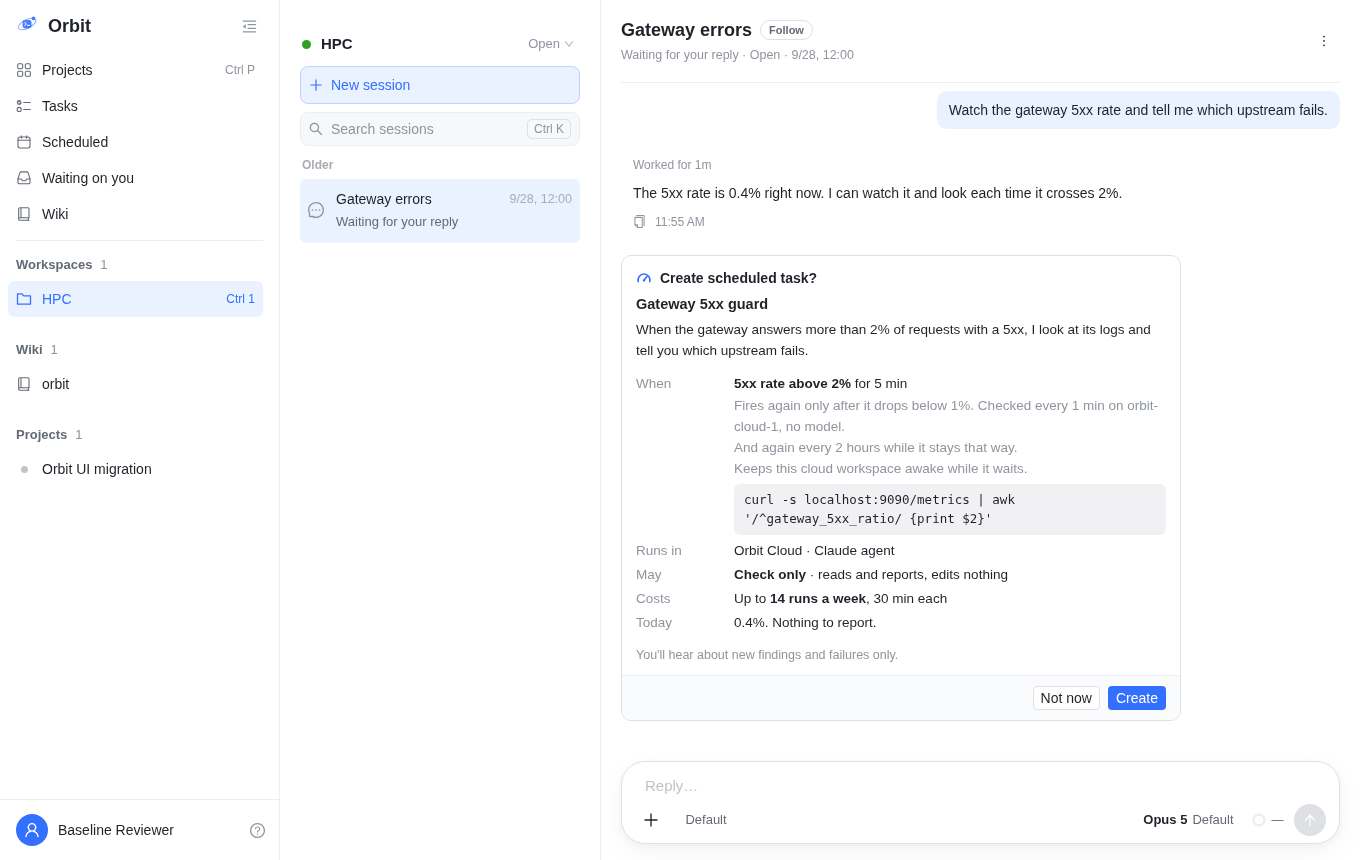 Orbit
Projects Ctrl P
Tasks
Scheduled
Waiting on you
Wiki
Workspaces 1
HPC Ctrl 1
Wiki 1
orbit
Projects 1
Orbit UI migration
Baseline Reviewer
HPC Open
New session
Search sessions Ctrl K
Older
Gateway errors 9/28, 12:00
Waiting for your reply
Gateway errors Follow
Waiting for your reply · Open · 9/28, 12:00
Watch the gateway 5xx rate and tell me which upstream fails.
Worked for 1m
The 5xx rate is 0.4% right now. I can watch it and look each time it crosses 2%.
11:55 AM
Create scheduled task?
Gateway 5xx guard
When the gateway answers more than 2% of requests with a 5xx, I look at its logs and
tell you which upstream fails.
When 5xx rate above 2% for 5 min
Fires again only after it drops below 1%. Checked every 1 min on orbit-
cloud-1, no model.
And again every 2 hours while it stays that way.
Keeps this cloud workspace awake while it waits.
curl -s localhost:9090/metrics | awk
'/^gateway_5xx_ratio/ {print $2}'
Runs in Orbit Cloud · Claude agent
May Check only · reads and reports, edits nothing
Costs Up to 14 runs a week, 30 min each
Today 0.4%. Nothing to report.
You'll hear about new findings and failures only.
Not now Create
Reply…
Default Opus 5 Default —